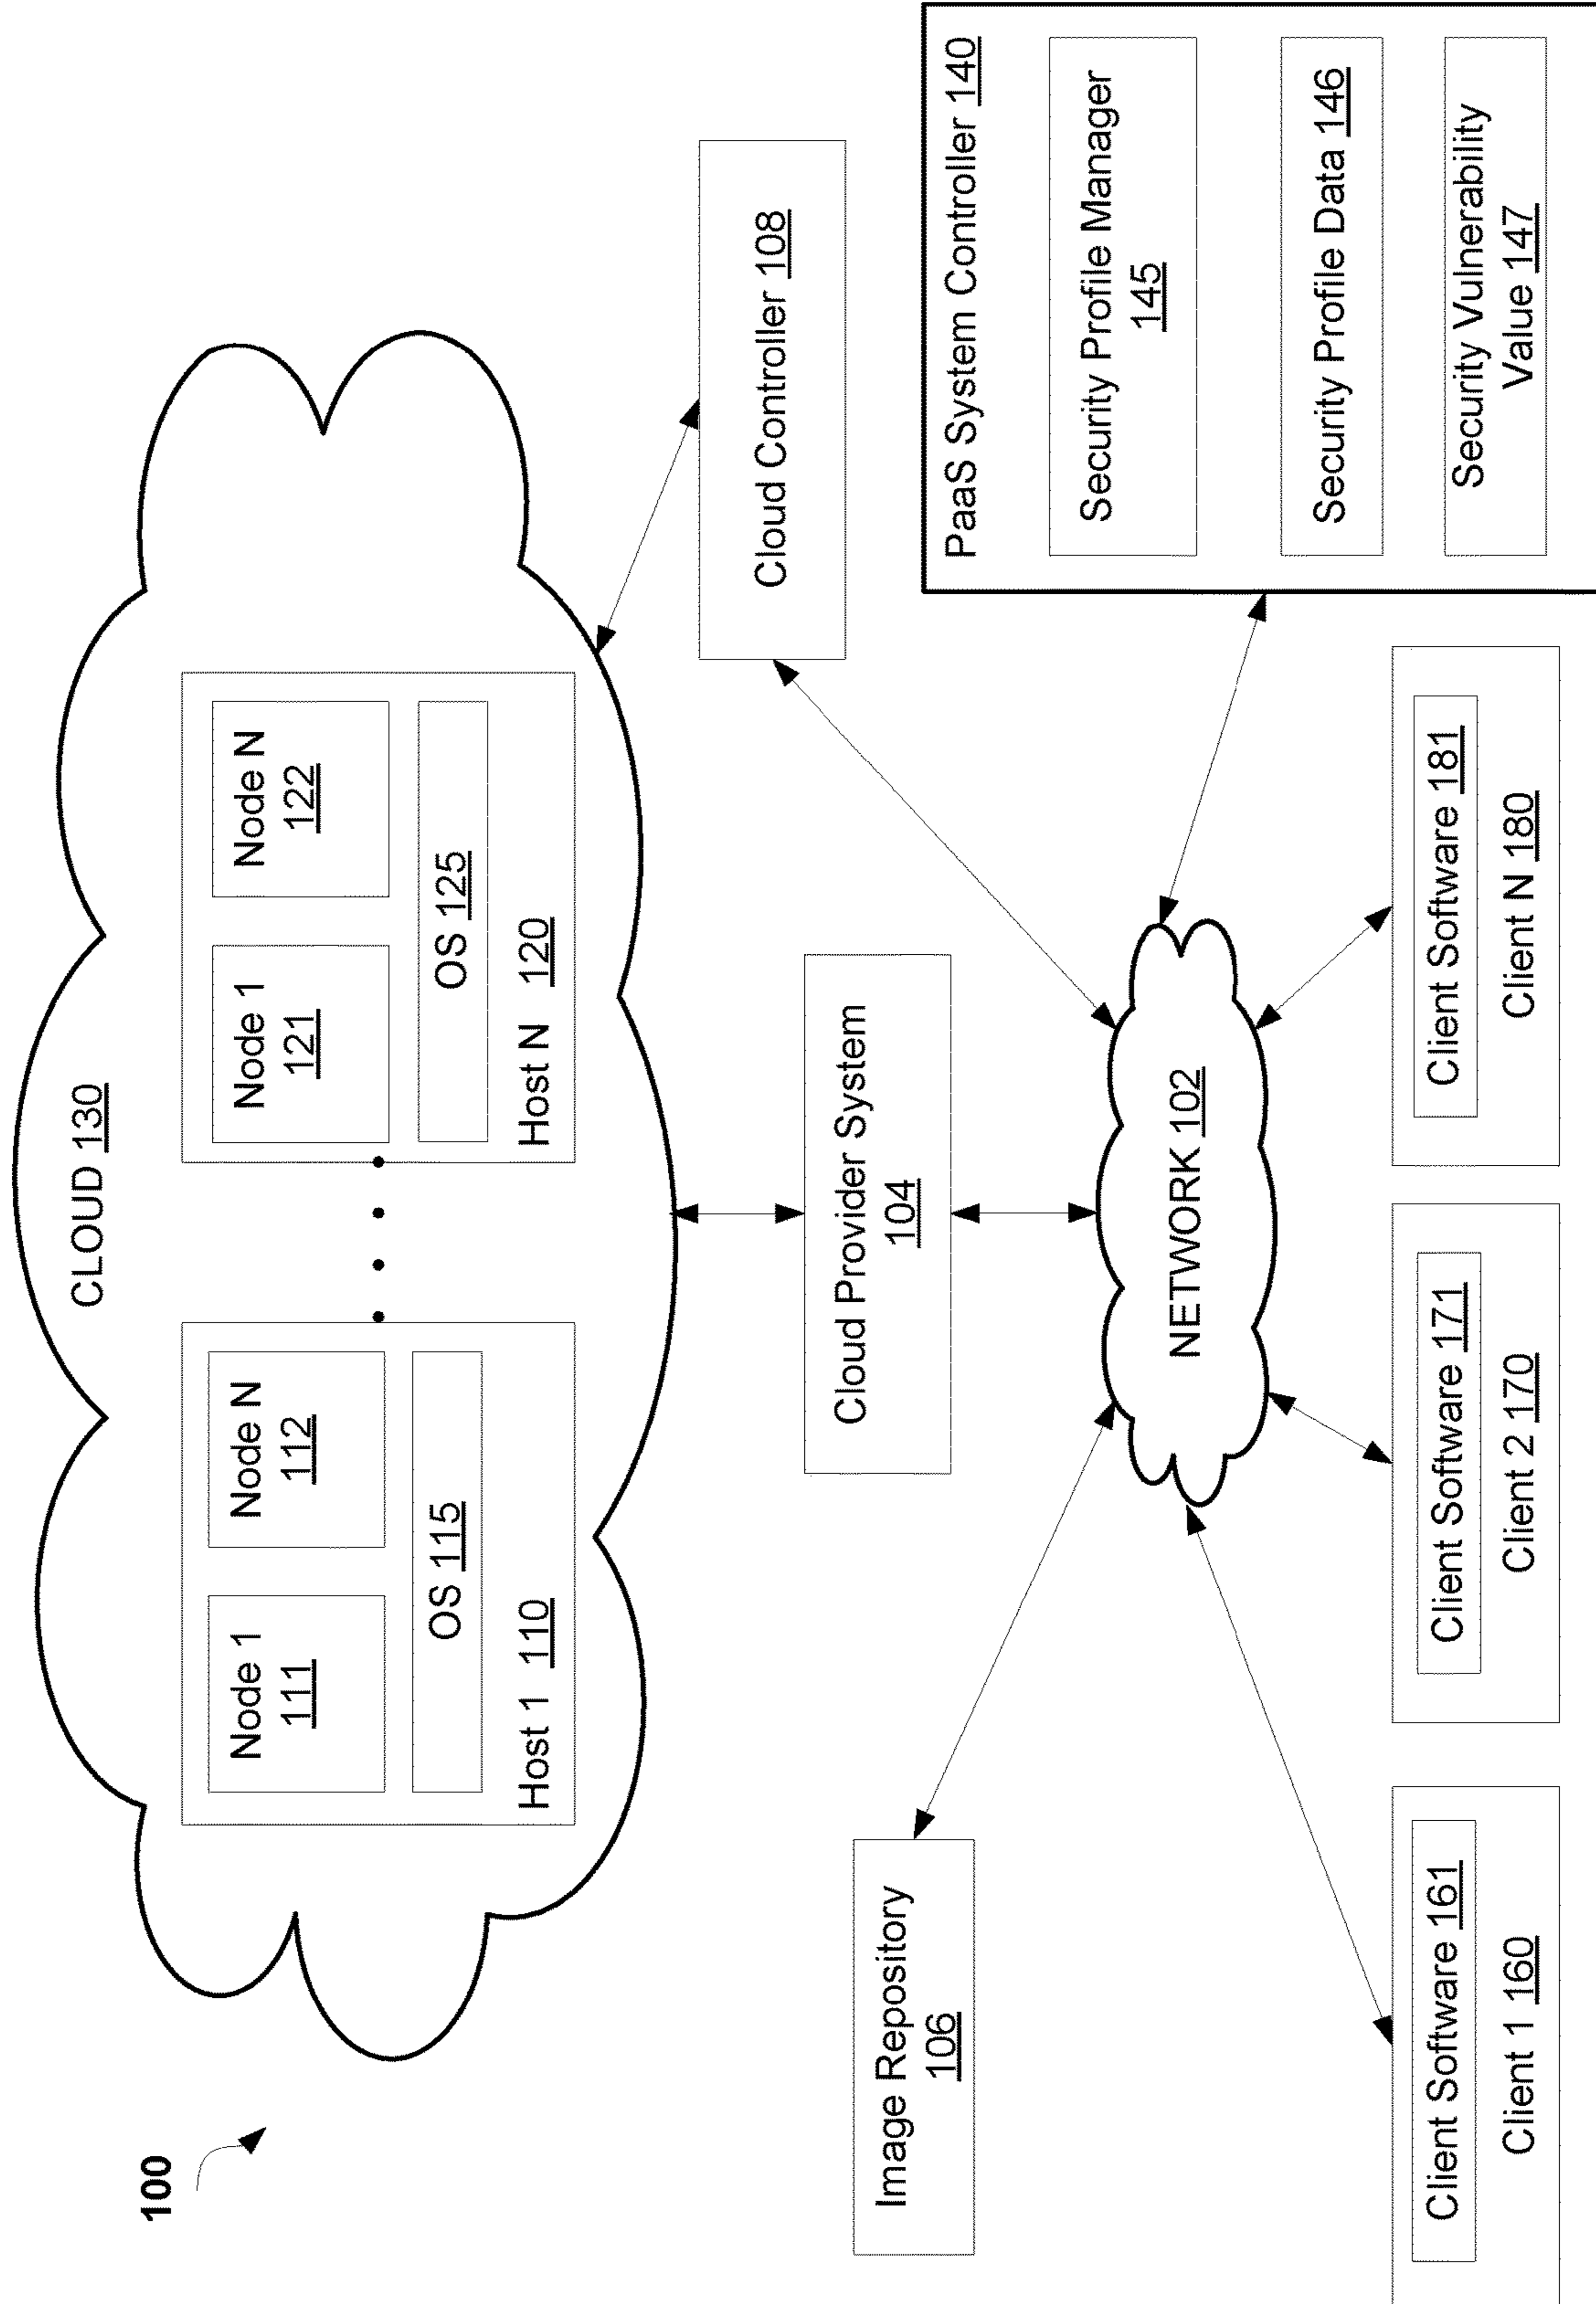 100
CLOUD 130
Node 1
111
Node N
112
OS 115
Host 1 110
Node 1
121
Node N
122
OS 125
Host N 120
Image Repository
106
Cloud Provider System
104
Cloud Controller 108
NETWORK 102
PaaS System Controller 140
Security Profile Manager
145
Security Profile Data 146
Security Vulnerability
Value 147
Client Software 161
Client 1 160
Client Software 171
Client 2 170
Client Software 181
Client N 180